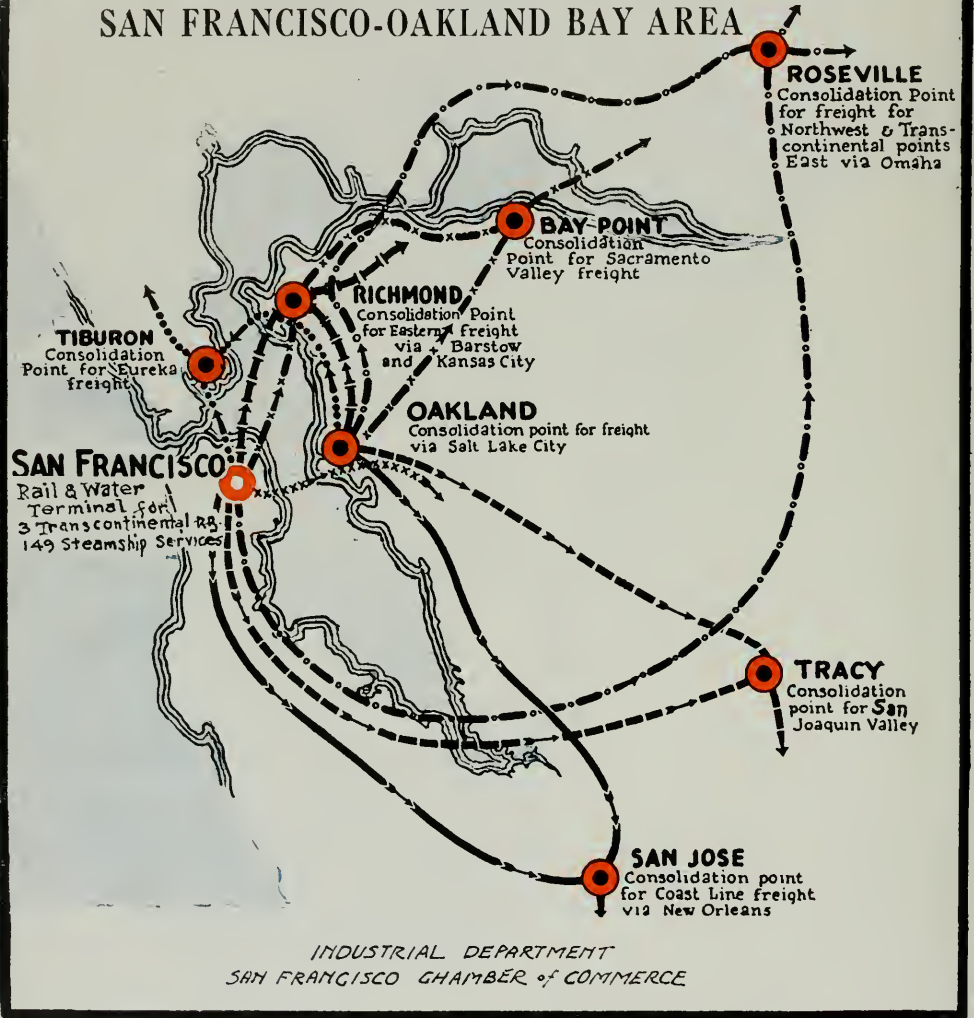 SAN FRANCISCO-OAKLAND BAY AREA
ROSEVILLE
Consolidation Point
for freight for
Northwest & Trans-
continental points
East via Omaha
BAY POINT
Consolidation
Point for Sacramento
Valley freight
RICHMOND
Consolidation Point
for Eastern freight
via Barstow
and Kansas City
TIBURON
Consolidation
Point for Eureka
freight
OAKLAND
Consolidation point for freight
via Salt Lake City
SAN FRANCISCO
Rail & Water
Terminal for
3 Transcontinental RR.
149 Steamship Services
TRACY
Consolidation
point for San
Joaquin Valley
SAN JOSE
Consolidation point
for Coast Line freight
via New Orleans
INDUSTRIAL DEPARTMENT
SAN FRANCISCO CHAMBER of COMMERCE